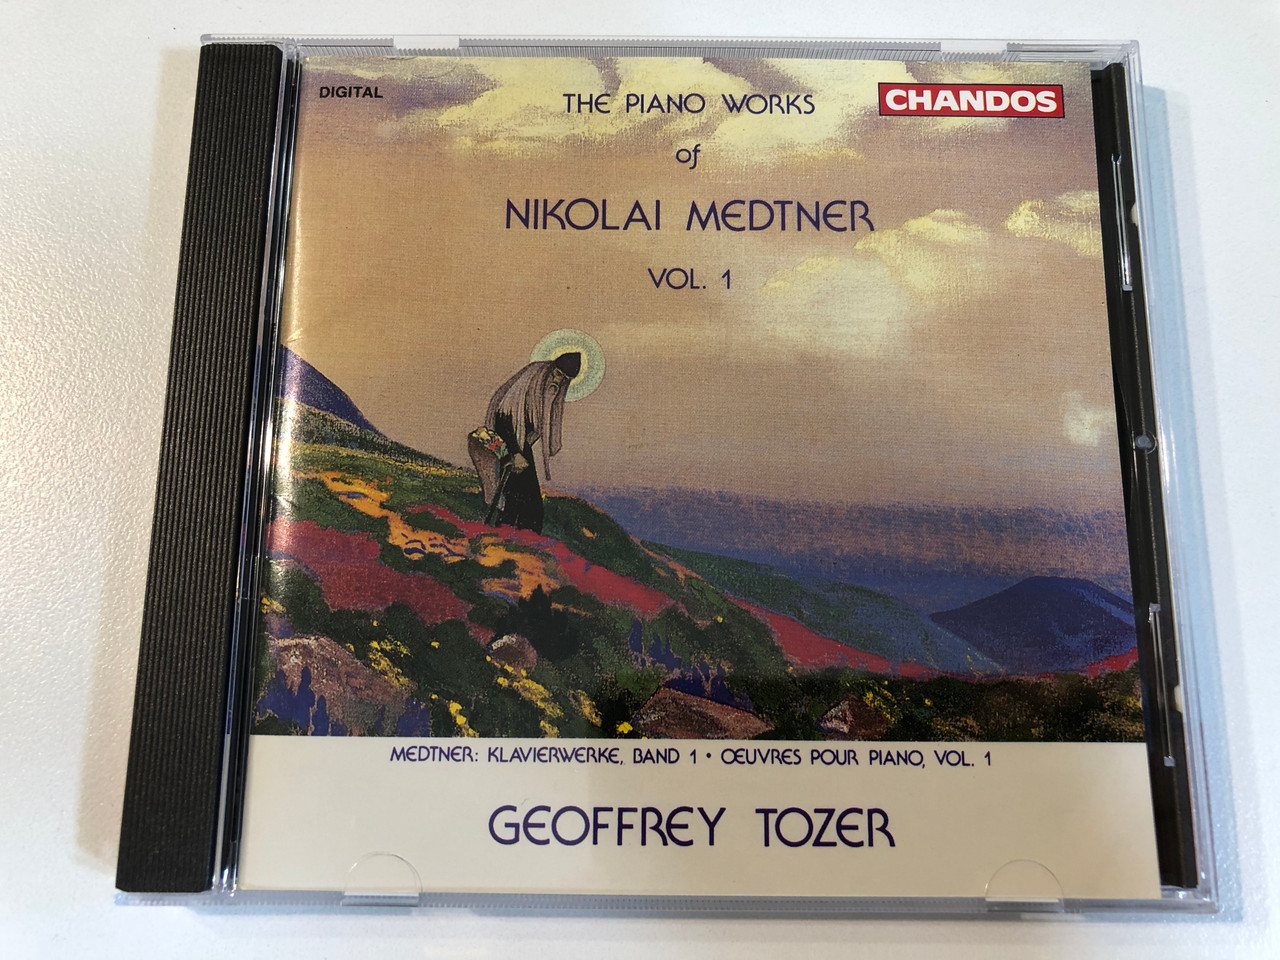 DIGITAL
THE PIANO WORKS
CHANDOS
of
NIKOLAI MEDTNER
VOL. 1
MEDTNER: KLAVIERWERKE, BAND 1 • ŒUVRES POUR PIANO, VOL. 1
GEOFFREY TOZER